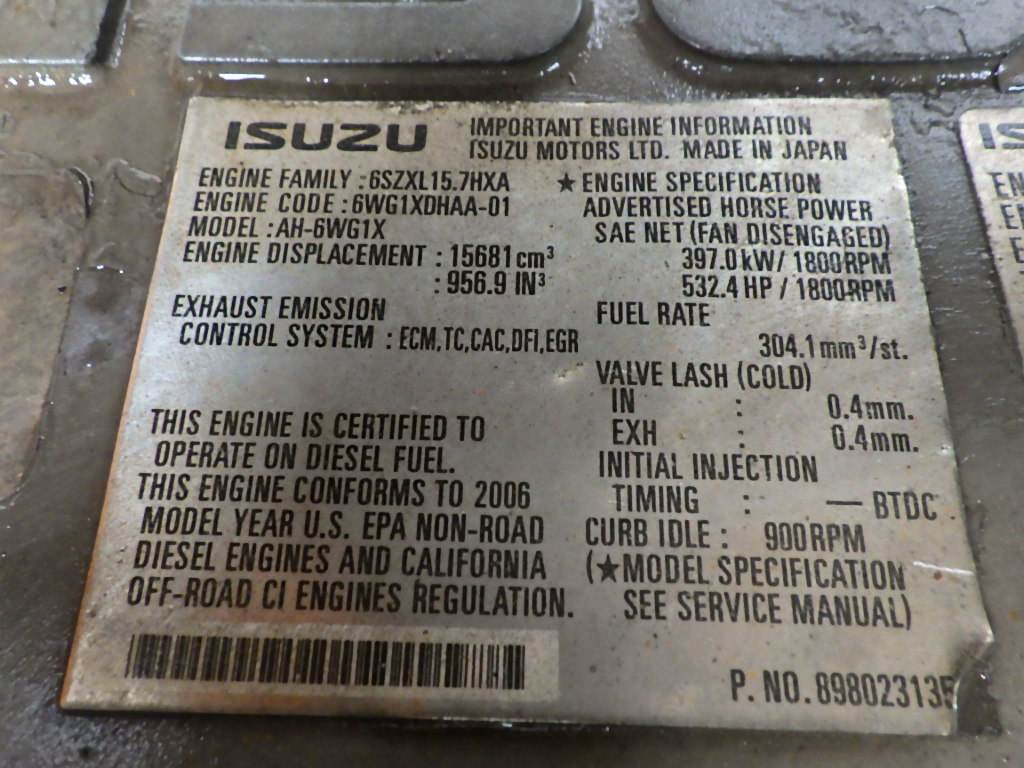 ISUZU
IMPORTANT ENGINE INFORMATION
ISUZU MOTORS LTD. MADE IN JAPAN
ENGINE FAMILY : 6SZXL15.7HXA
ENGINE CODE : 6WG1XDHAA-01
MODEL : AH-6WG1X
ENGINE DISPLACEMENT : 15681 cm³
: 956.9 IN³
EXHAUST EMISSION
CONTROL SYSTEM : ECM,TC,CAC,DFI,EGR
THIS ENGINE IS CERTIFIED TO
OPERATE ON DIESEL FUEL.
THIS ENGINE CONFORMS TO 2006
MODEL YEAR U.S. EPA NON-ROAD
DIESEL ENGINES AND CALIFORNIA
OFF-ROAD CI ENGINES REGULATION.
★ ENGINE SPECIFICATION
ADVERTISED HORSE POWER
SAE NET (FAN DISENGAGED)
397.0 kW / 1800 RPM
532.4 HP / 1800 RPM
FUEL RATE
304.1 mm³/st.
VALVE LASH (COLD)
IN : 0.4mm.
EXH : 0.4mm.
INITIAL INJECTION
TIMING : — BTDC
CURB IDLE : 900 RPM
(★MODEL SPECIFICATION
SEE SERVICE MANUAL)
P. NO. 898023135